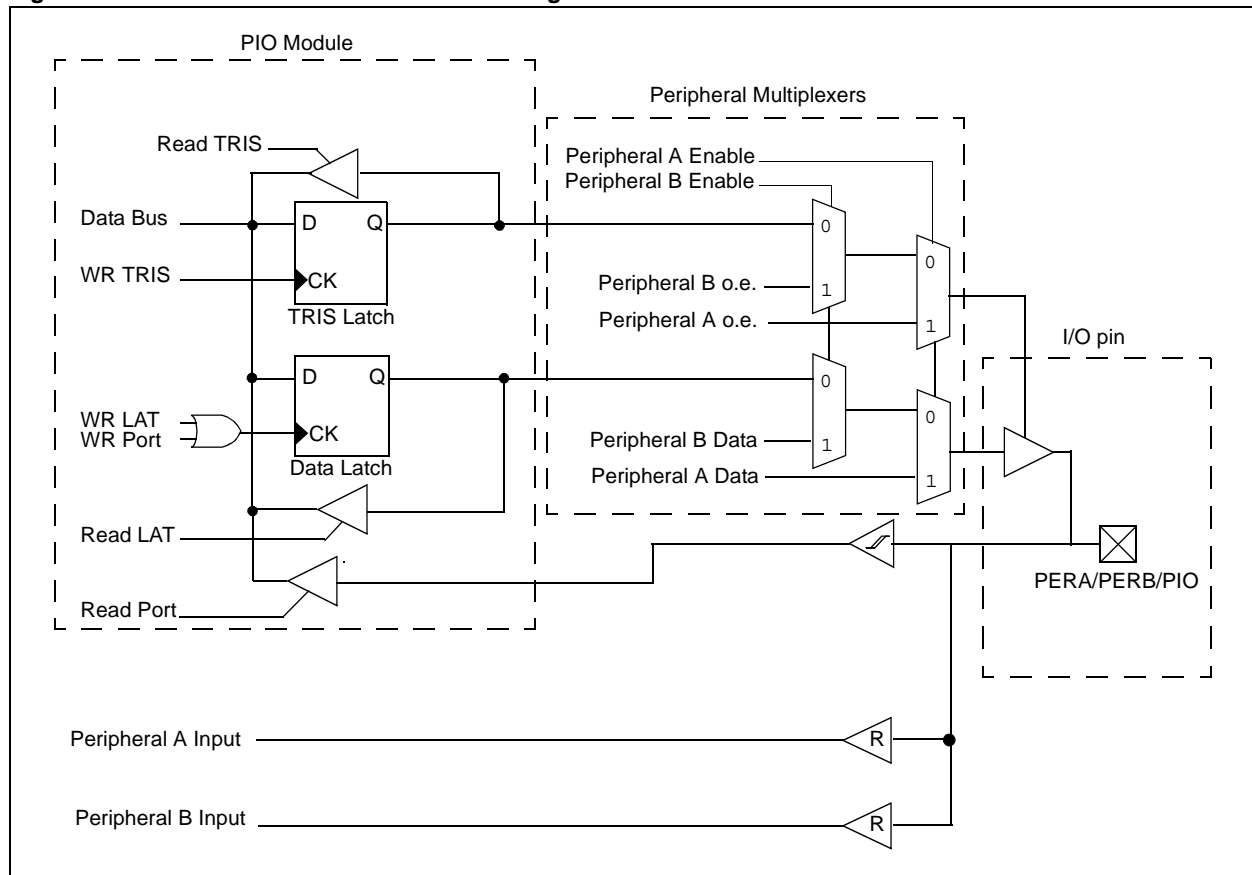 PIO Module
Peripheral Multiplexers
Read TRIS
Peripheral A Enable
Peripheral B Enable
Data Bus
D Q
0
WR TRIS
CK
TRIS Latch
0
Peripheral B o.e.
1
Peripheral A o.e.
1
I/O pin
D Q
0
WR LAT
WR Port
CK
Data Latch
0
Peripheral B Data
1
Peripheral A Data
1
Read LAT
PERA/PERB/PIO
Read Port
Peripheral A Input
R
Peripheral B Input
R